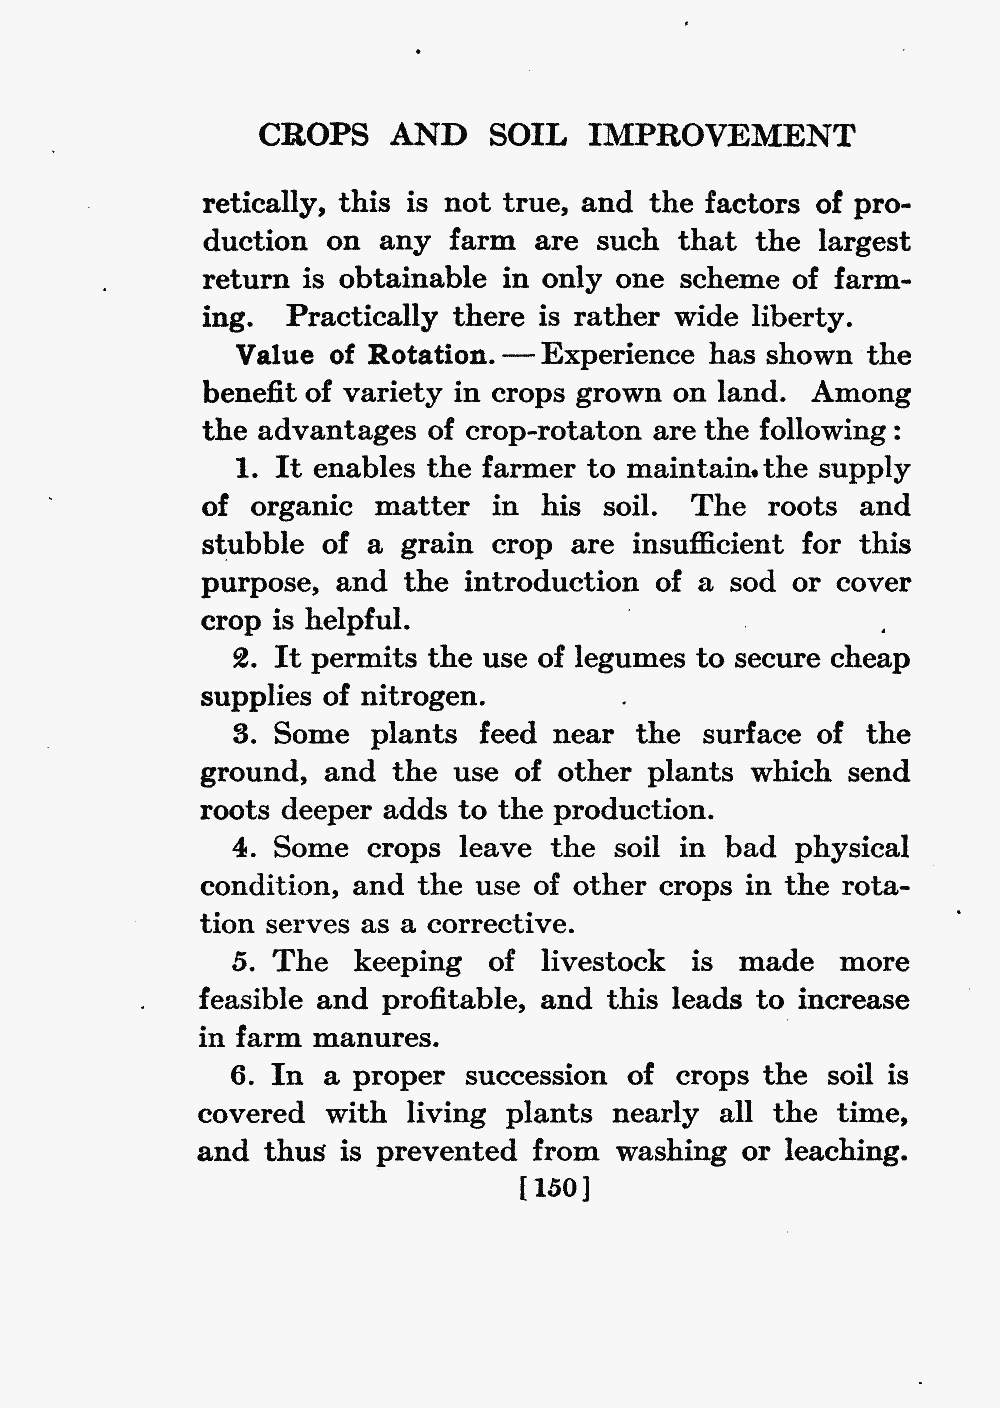 CROPS AND SOIL IMPROVEMENT
retically, this is not true, and the factors of pro-
duction on any farm are such that the largest
return is obtainable in only one scheme of farm-
ing. Practically there is rather wide liberty.
Value of Rotation. — Experience has shown the
benefit of variety in crops grown on land. Among
the advantages of crop-rotaton are the following :
1. It enables the farmer to maintain the supply
of organic matter in his soil. The roots and
stubble of a grain crop are insufficient for this
purpose, and the introduction of a sod or cover
crop is helpful.
2. It permits the use of legumes to secure cheap
supplies of nitrogen.
3. Some plants feed near the surface of the
ground, and the use of other plants which send
roots deeper adds to the production.
4. Some crops leave the soil in bad physical
condition, and the use of other crops in the rota-
tion serves as a corrective.
5. The keeping of livestock is made more
feasible and profitable, and this leads to increase
in farm manures.
6. In a proper succession of crops the soil is
covered with living plants nearly all the time,
and thus is prevented from washing or leaching.
[150]